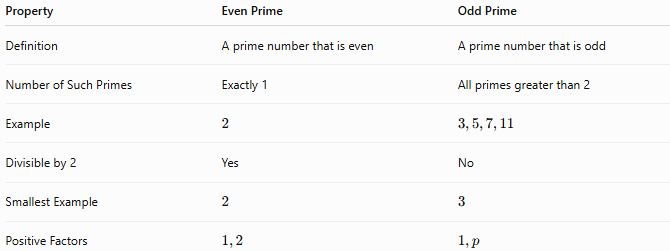 Property Even Prime Odd Prime
Definition A prime number that is even A prime number that is odd
Number of Such Primes Exactly 1 All primes greater than 2
Example 2 3, 5, 7, 11
Divisible by 2 Yes No
Smallest Example 2 3
Positive Factors 1, 2 1, p